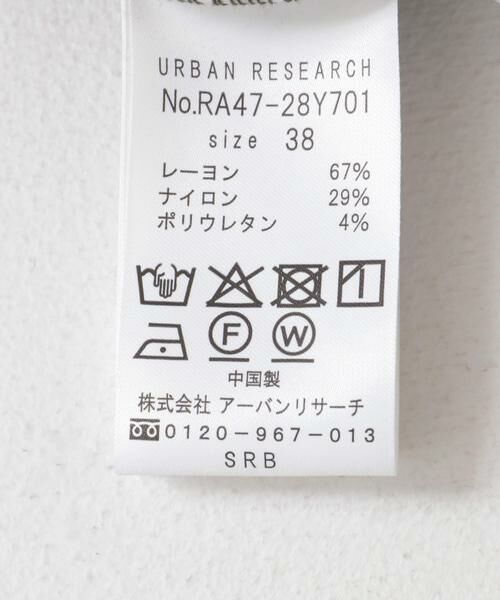 URBAN RESEARCH
No.RA47-28Y701
size 38
レーヨン 67%
ナイロン 29%
ポリウレタン 4%
F W
中国製
株式会社 アーバンリサーチ
0120-967-013
SRB